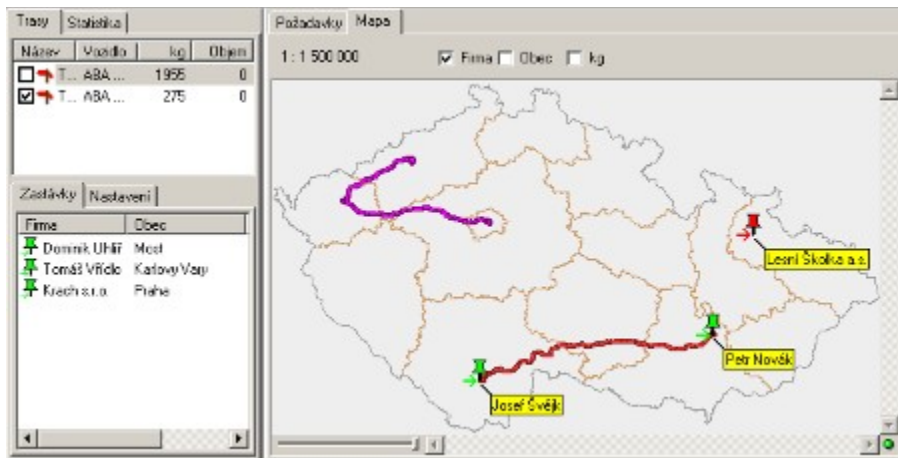 Trasy Statistika
Název Vozidlo kg Objem
T... ABA ... 1955 0
T... ABA ... 275 0
Zastávky Nastavení
Firma Obec
Dominik Uhlíř Most
Tomáš Vřídlo Karlovy Vary
Krach s.r.o. Praha
Požadavky Mapa
1 : 1 500 000 Firma Obec kg
Lesní Školka a.s.
Petr Novák
Josef Švejk